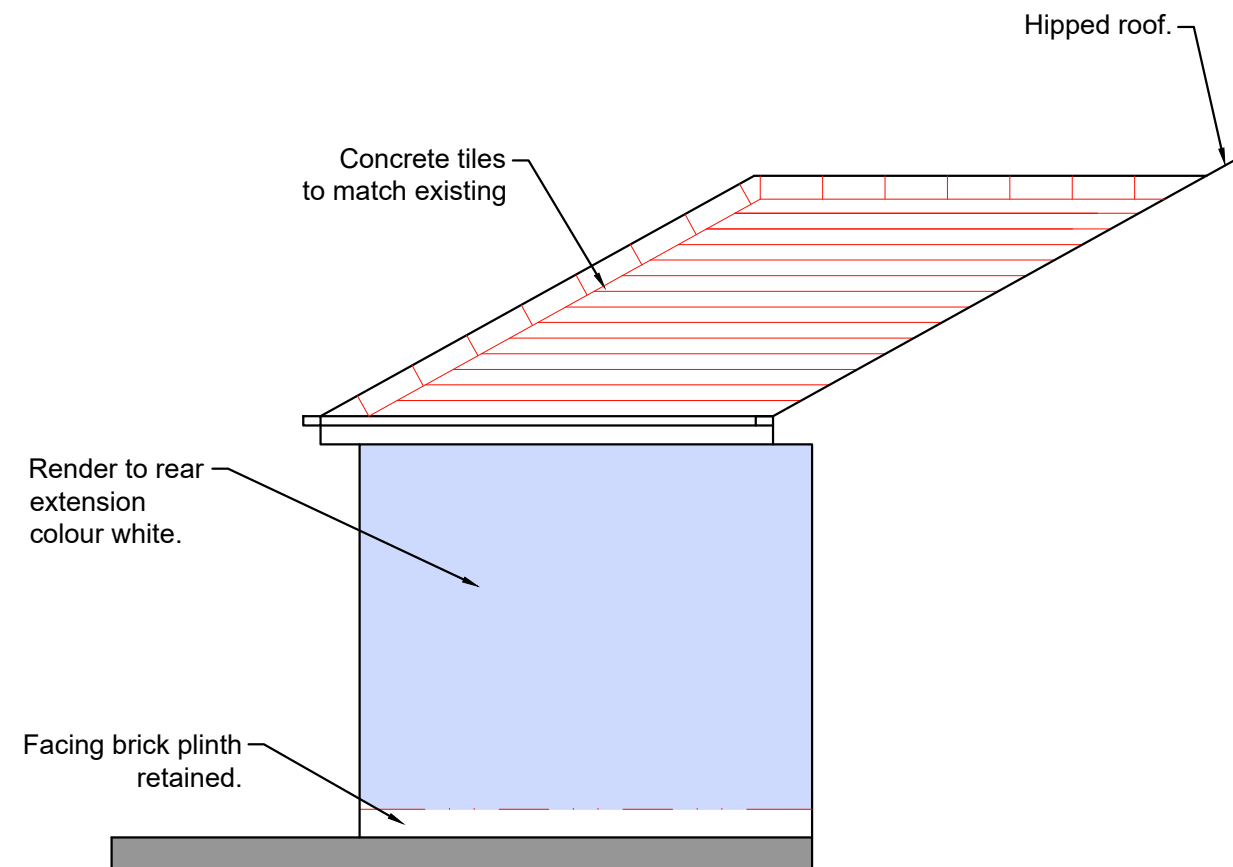 Hipped roof.
Concrete tiles
to match existing
Render to rear
extension
colour white.
Facing brick plinth
retained.